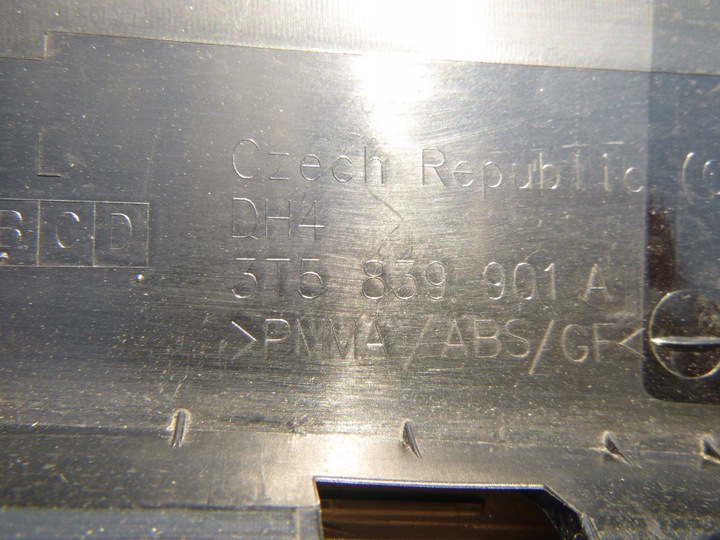 L
Czech Republic (
B C D
DH4
3T5 839 901 A
>PMMA/ABS/GF<